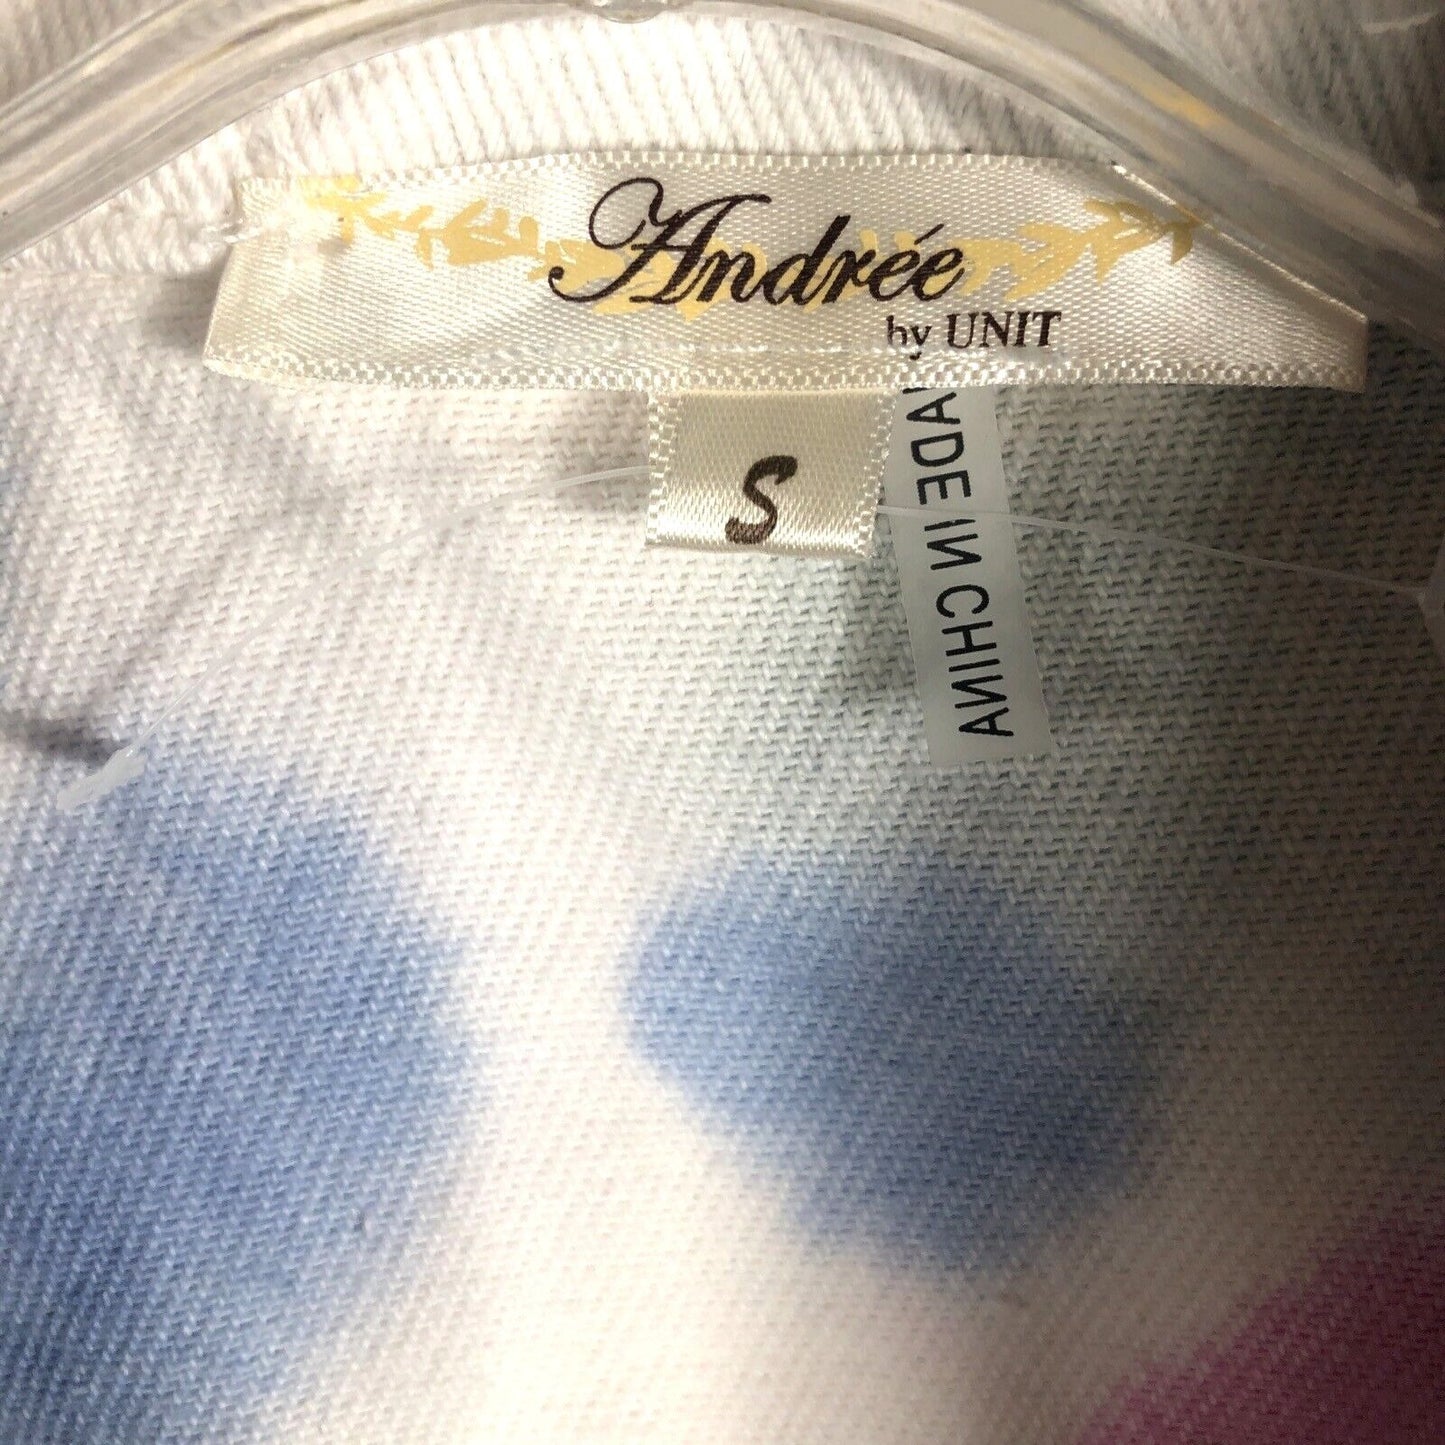 Andrée
by UNIT
S
MADE IN CHINA